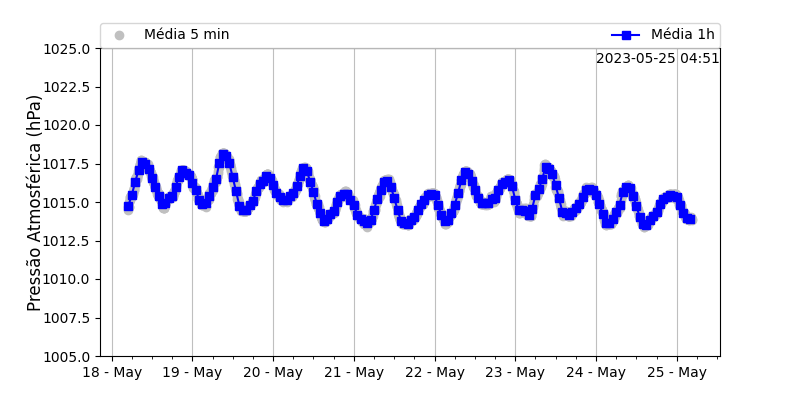 Média 5 min
Média 1h
2023-05-25 04:51
Pressão Atmosférica (hPa)
1025.0
1022.5
1020.0
1017.5
1015.0
1012.5
1010.0
1007.5
1005.0
18 - May
19 - May
20 - May
21 - May
22 - May
23 - May
24 - May
25 - May